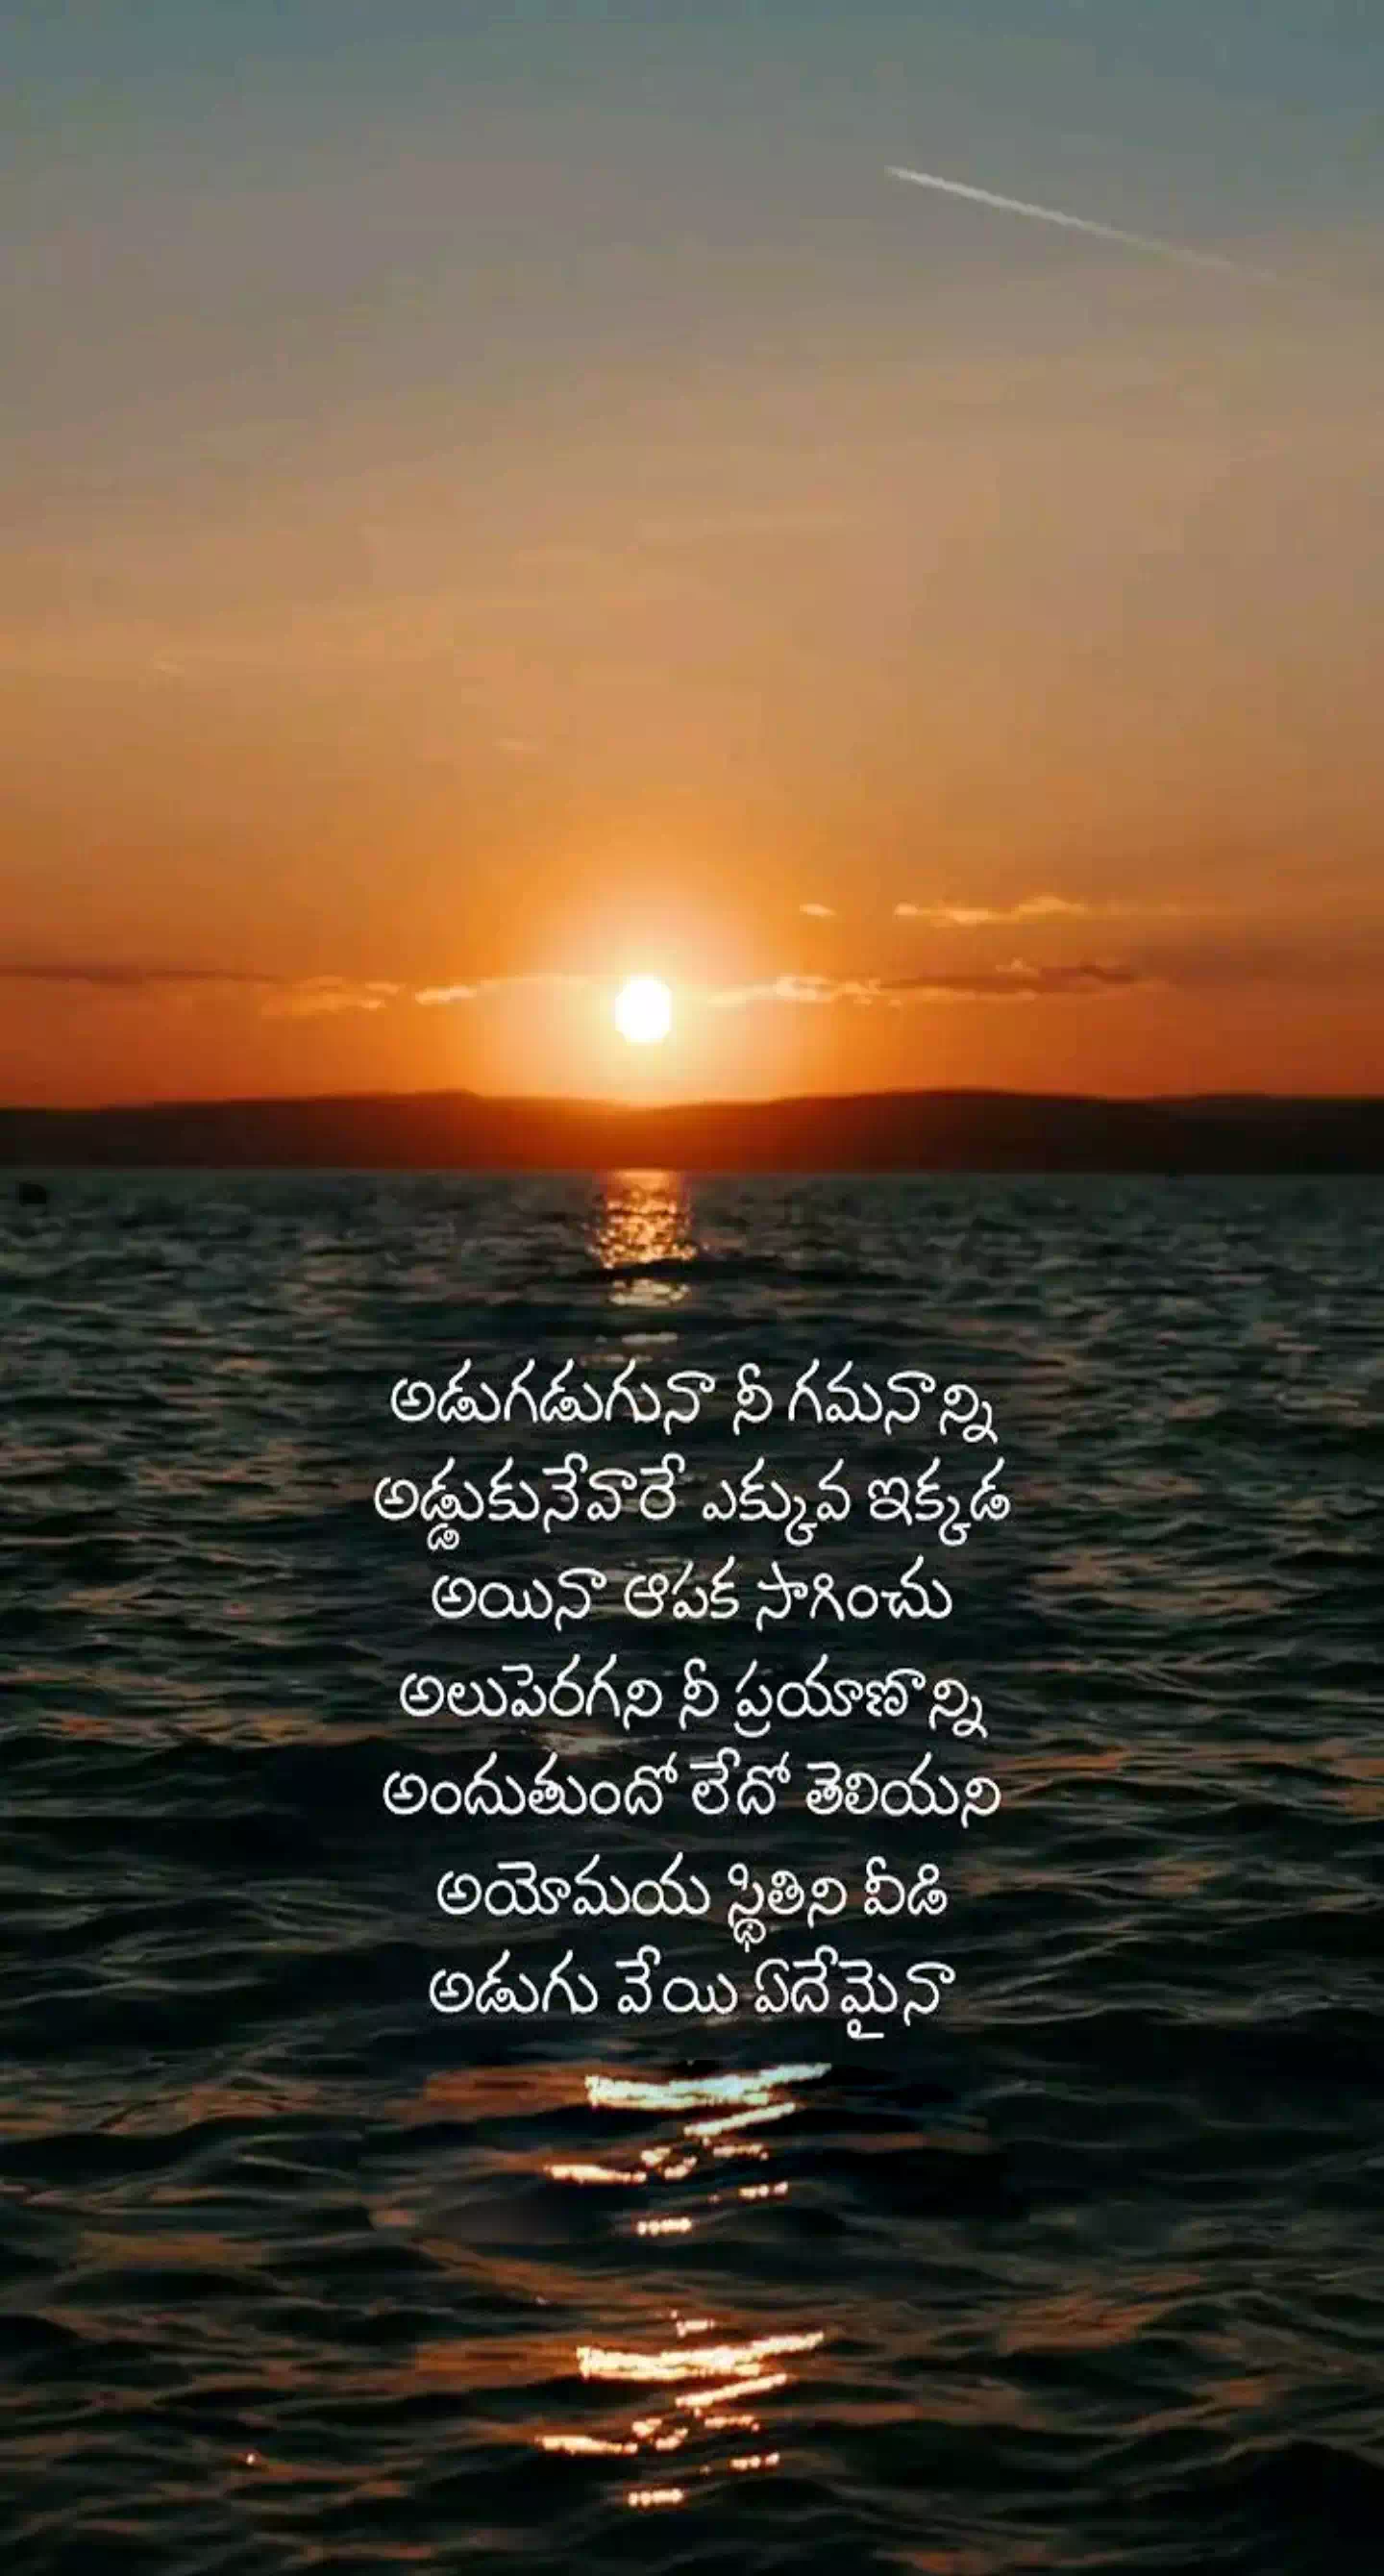 అడుగడుగునా నీ గమనాన్ని
అడ్డుకునేవారే ఎక్కువ ఇక్కడ
అయినా ఆపక సాగించు
అలుపెరగని నీ ప్రయాణాన్ని
అందుతుందో లేదో తెలియని
అయోమయ స్థితిని వీడి
అడుగు వేయి ఏదేమైనా